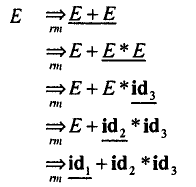 E ⇒rm E + E
⇒rm E + E * E
⇒rm E + E * id3
⇒rm E + id2 * id3
⇒rm id1 + id2 * id3